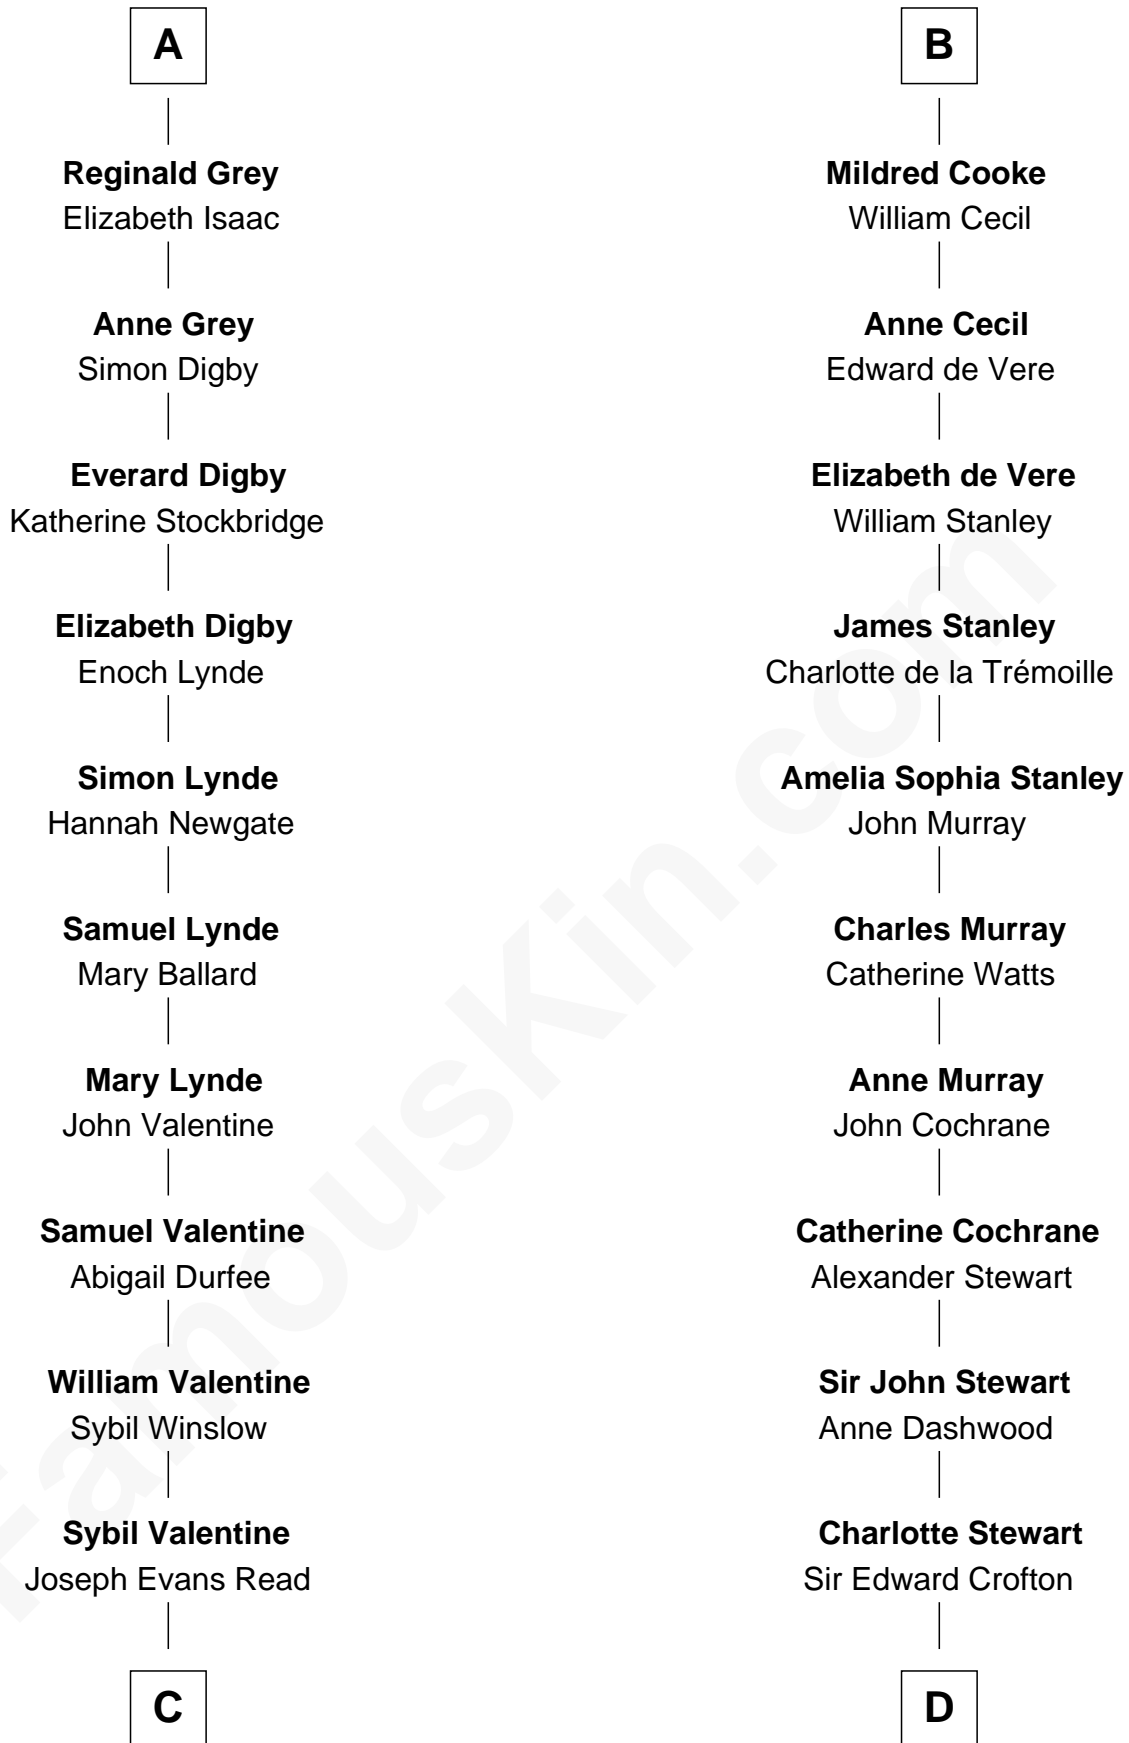 A
Reginald Grey
Elizabeth Isaac
Anne Grey
Simon Digby
Everard Digby
Katherine Stockbridge
Elizabeth Digby
Enoch Lynde
Simon Lynde
Hannah Newgate
Samuel Lynde
Mary Ballard
Mary Lynde
John Valentine
Samuel Valentine
Abigail Durfee
William Valentine
Sybil Winslow
Sybil Valentine
Joseph Evans Read
C
B
Mildred Cooke
William Cecil
Anne Cecil
Edward de Vere
Elizabeth de Vere
William Stanley
James Stanley
Charlotte de la Trémoille
Amelia Sophia Stanley
John Murray
Charles Murray
Catherine Watts
Anne Murray
John Cochrane
Catherine Cochrane
Alexander Stewart
Sir John Stewart
Anne Dashwood
Charlotte Stewart
Sir Edward Crofton
D
FamousKin.com